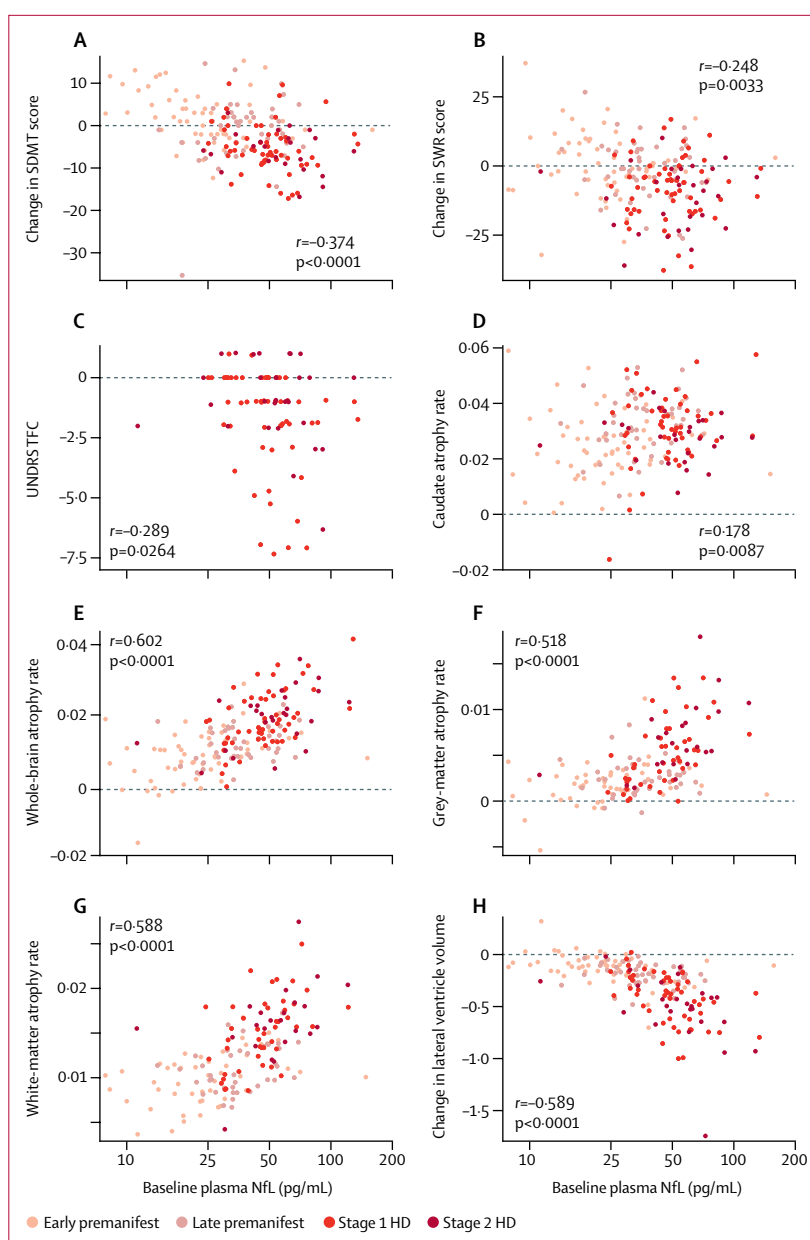 A
10
0
−10
−20
−30
Change in SDMT score
r=−0·374
p<0·0001
B
25
0
−25
Change in SWR score
r=−0·248
p=0·0033
C
0
−2·5
−5·0
−7·5
UNDRS TFC
r=−0·289
p=0·0264
D
0·06
0·04
0·02
0
−0·02
Caudate atrophy rate
r=0·178
p=0·0087
E
0·04
0·02
0
−0·02
Whole-brain atrophy rate
r=0·602
p<0·0001
F
0·01
0
Grey-matter atrophy rate
r=0·518
p<0·0001
G
0·02
0·01
White-matter atrophy rate
r=0·588
p<0·0001
10 25 50 100 200
Baseline plasma NfL (pg/mL)
H
0
−0·5
−1·0
−1·5
Change in lateral ventricle volume
r=−0·589
p<0·0001
10 25 50 100 200
Baseline plasma NfL (pg/mL)
Early premanifest Late premanifest Stage 1 HD Stage 2 HD